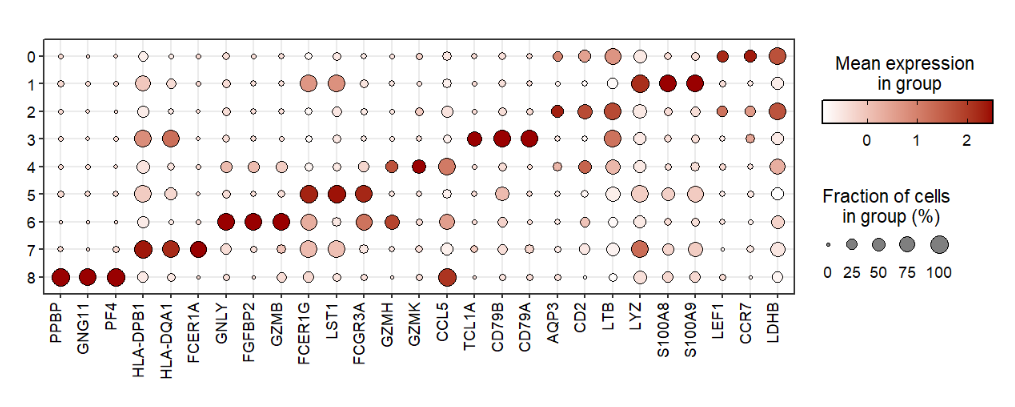 0
1
2
3
4
5
6
7
8
PPBP
GNG11
PF4
HLA-DPB1
HLA-DQA1
FCER1A
GNLY
FGFBP2
GZMB
FCER1G
LST1
FCGR3A
GZMH
GZMK
CCL5
TCL1A
CD79B
CD79A
AQP3
CD2
LTB
LYZ
S100A8
S100A9
LEF1
CCR7
LDHB
Mean expression
in group
0 1 2
Fraction of cells
in group (%)
0 25 50 75 100